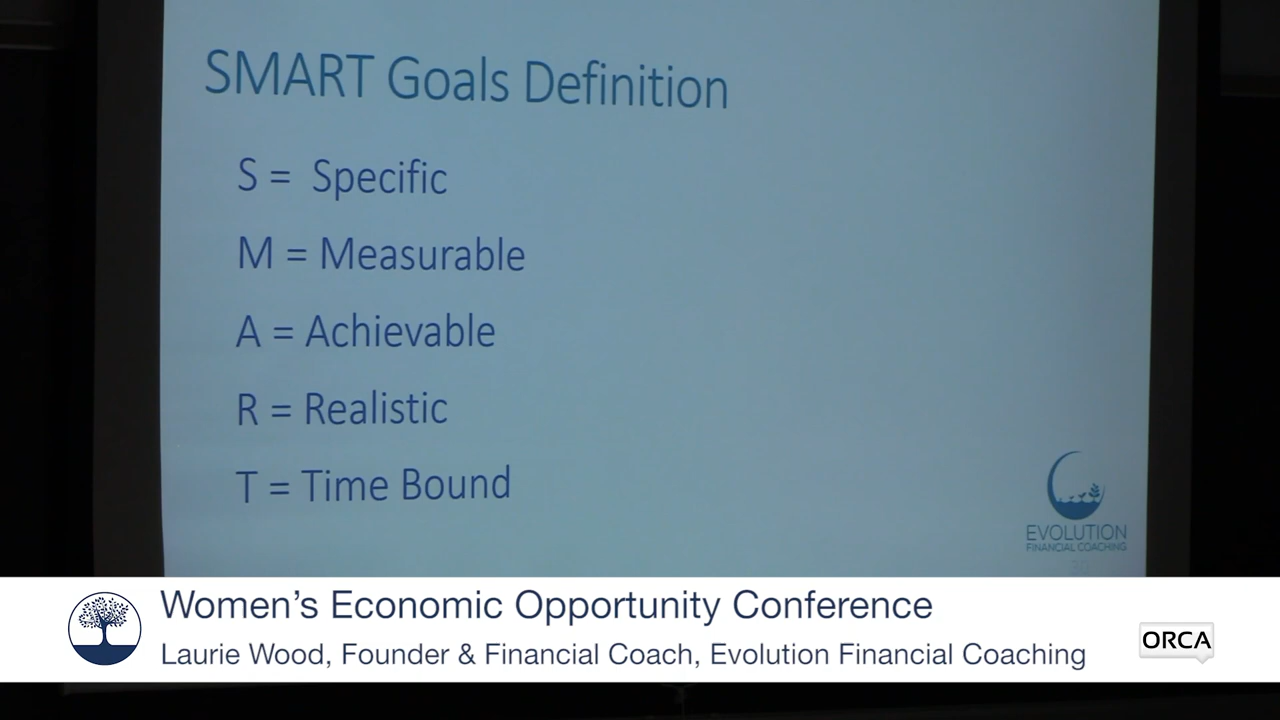 SMART Goals Definition
S = Specific
M = Measurable
A = Achievable
R = Realistic
T = Time Bound
EVOLUTION
FINANCIAL COACHING
Women's Economic Opportunity Conference
Laurie Wood, Founder & Financial Coach, Evolution Financial Coaching
ORCA